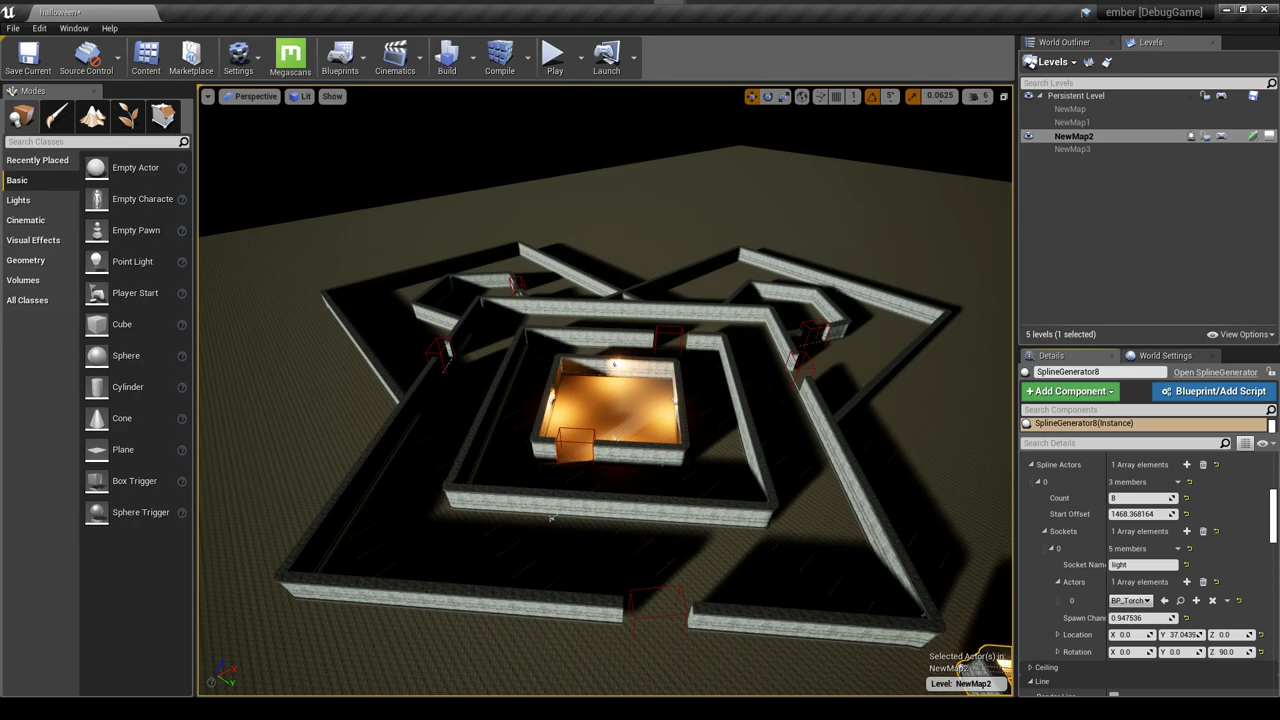 halloween*
ember [DebugGame]
File Edit Window Help
Save Current
Source Control
Content
Marketplace
Settings
Megascans
Blueprints
Cinematics
Build
Compile
Play
Launch
World Outliner
Levels
Levels
Search Levels
Persistent Level
NewMap
NewMap1
NewMap2
NewMap3
5 levels (1 selected)
View Options
Modes
Search Classes
Recently Placed
Basic
Lights
Cinematic
Visual Effects
Geometry
Volumes
All Classes
Empty Actor
Empty Characte
Empty Pawn
Point Light
Player Start
Cube
Sphere
Cylinder
Cone
Plane
Box Trigger
Sphere Trigger
Perspective
Lit
Show
1
5°
0.0625
6
Selected Actor(s) in:
NewMap2
Level: NewMap2
Details
World Settings
SplineGenerator8
Open SplineGenerator
+Add Component
Blueprint/Add Script
Search Components
SplineGenerator8(Instance)
Search Details
Spline Actors 1 Array elements
0 3 members
Count 8
Start Offset 1468.368164
Sockets 1 Array elements
0 5 members
Socket Nam light
Actors 1 Array elements
0 BP_Torch
Spawn Chanc 0.947536
Location X 0.0 Y 37.0439 Z 0.0
Rotation X 0.0 Y 0.0 Z 90.0
Ceiling
Line